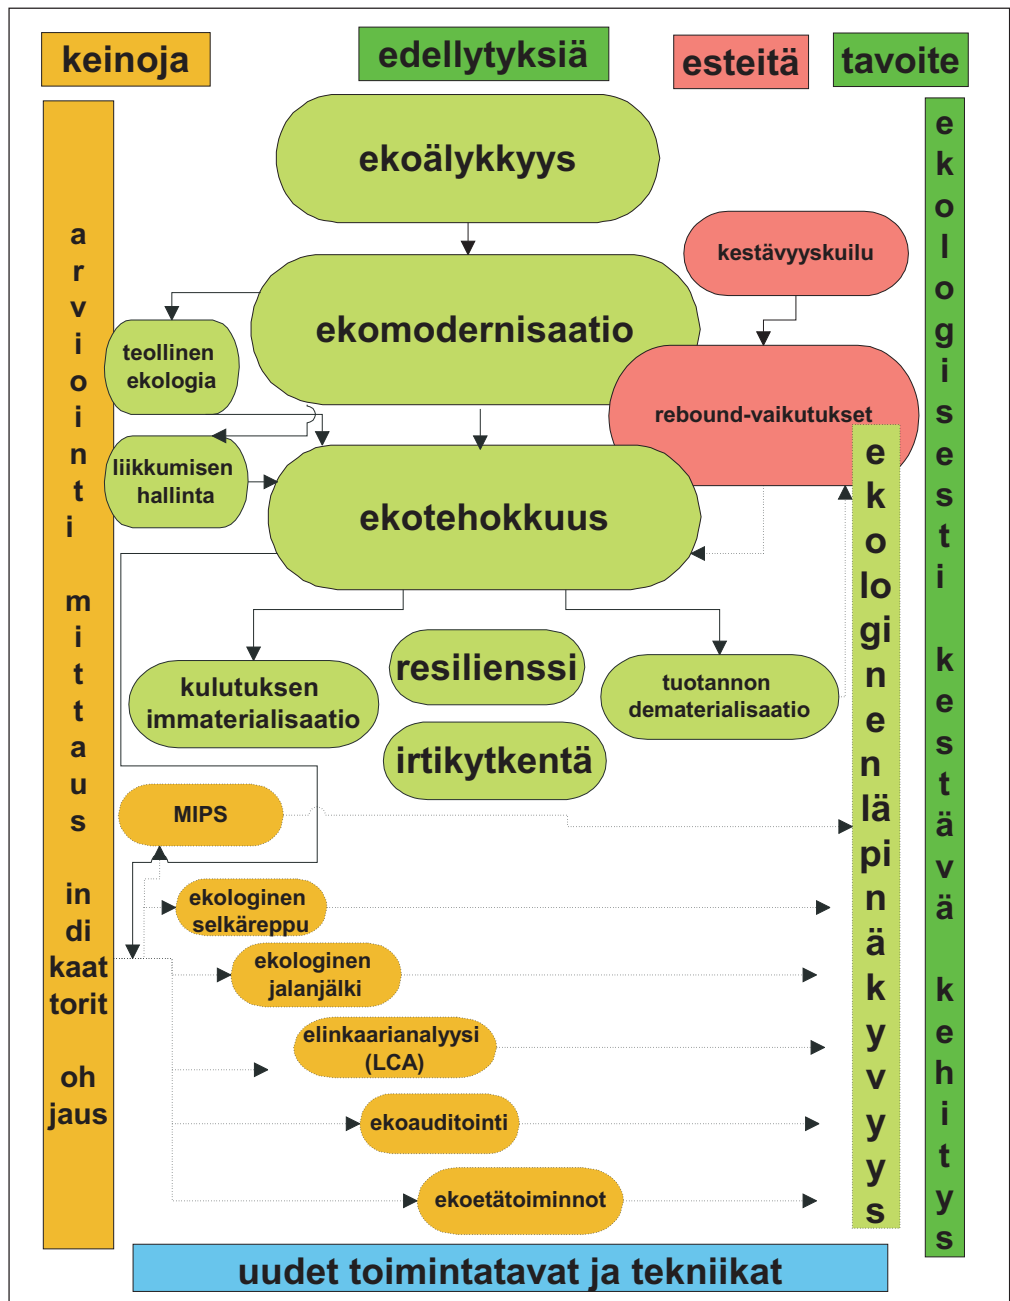 keinoja
edellytyksiä
esteitä
tavoite
ekoälykkyys
kestävyyskuilu
ekomodernisaatio
teollinen
ekologia
rebound-vaikutukset
liikkumisen
hallinta
ekotehokkuus
kulutuksen
immaterialisaatio
resilienssi
tuotannon
dematerialisaatio
irtikytkentä
MIPS
ekologinen
selkäreppu
ekologinen
jalanjälki
elinkaarianalyysi
(LCA)
ekoauditointi
ekoetätoiminnot
arviointi mittaus indikaattorit ohjaus
ekologinenläpinäkyvyys
ekologisesti kestävä kehitys
uudet toimintatavat ja tekniikat